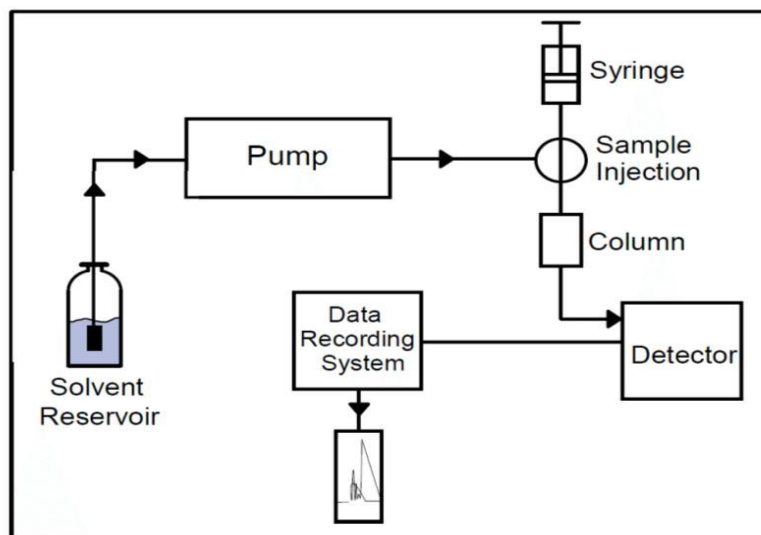 Syringe
Pump
Sample
Injection
Column
Data
Recording
System
Detector
Solvent
Reservoir